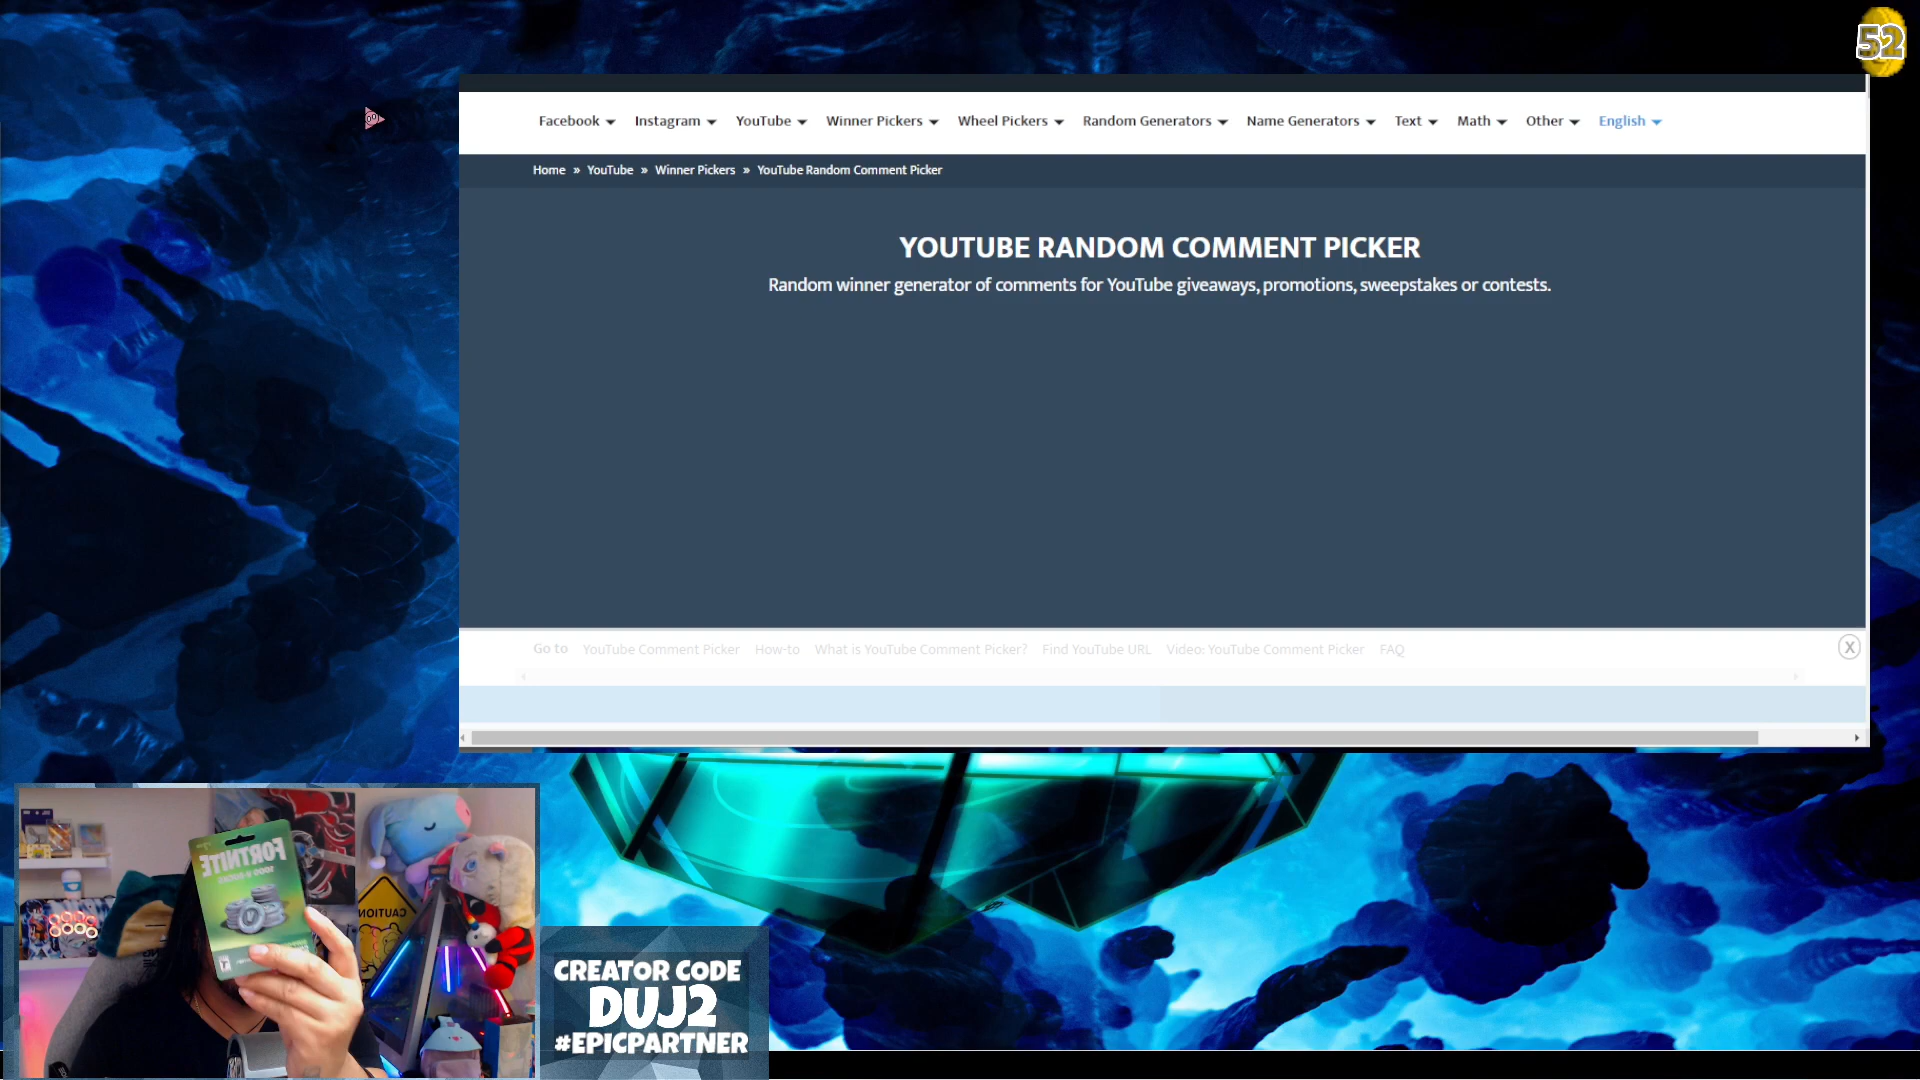 52
Facebook Instagram YouTube Winner Pickers Wheel Pickers Random Generators Name Generators Text Math Other English
Home » YouTube » Winner Pickers » YouTube Random Comment Picker
YOUTUBE RANDOM COMMENT PICKER
Random winner generator of comments for YouTube giveaways, promotions, sweepstakes or contests.
Go to YouTube Comment Picker How-to What is YouTube Comment Picker? Find YouTube URL Video: YouTube Comment Picker FAQ
X
FORTNITE
CAUTION
CREATOR CODE
DUJ2
#EPICPARTNER